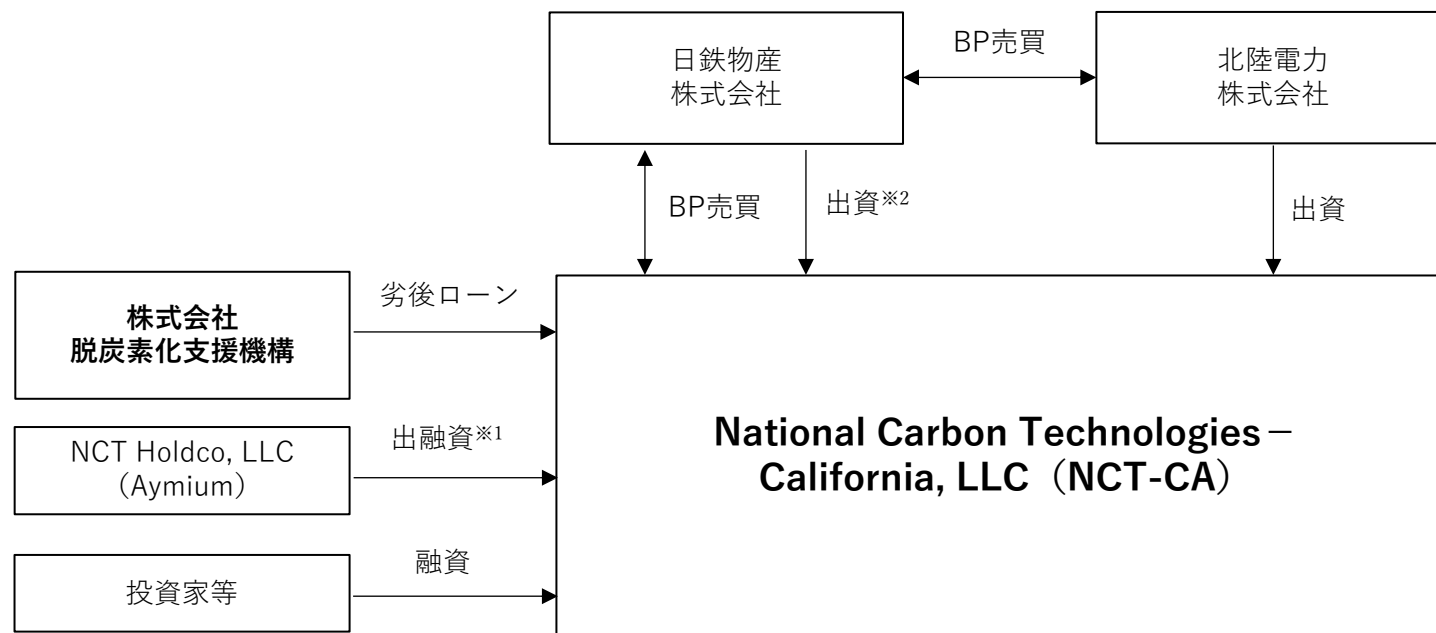 日鉄物産
株式会社
BP売買
北陸電力
株式会社
BP売買
出資※2
出資
株式会社
脱炭素化支援機構
劣後ローン
NCT Holdco, LLC
（Aymium）
出融資※1
投資家等
融資
National Carbon Technologies－
California, LLC（NCT-CA）